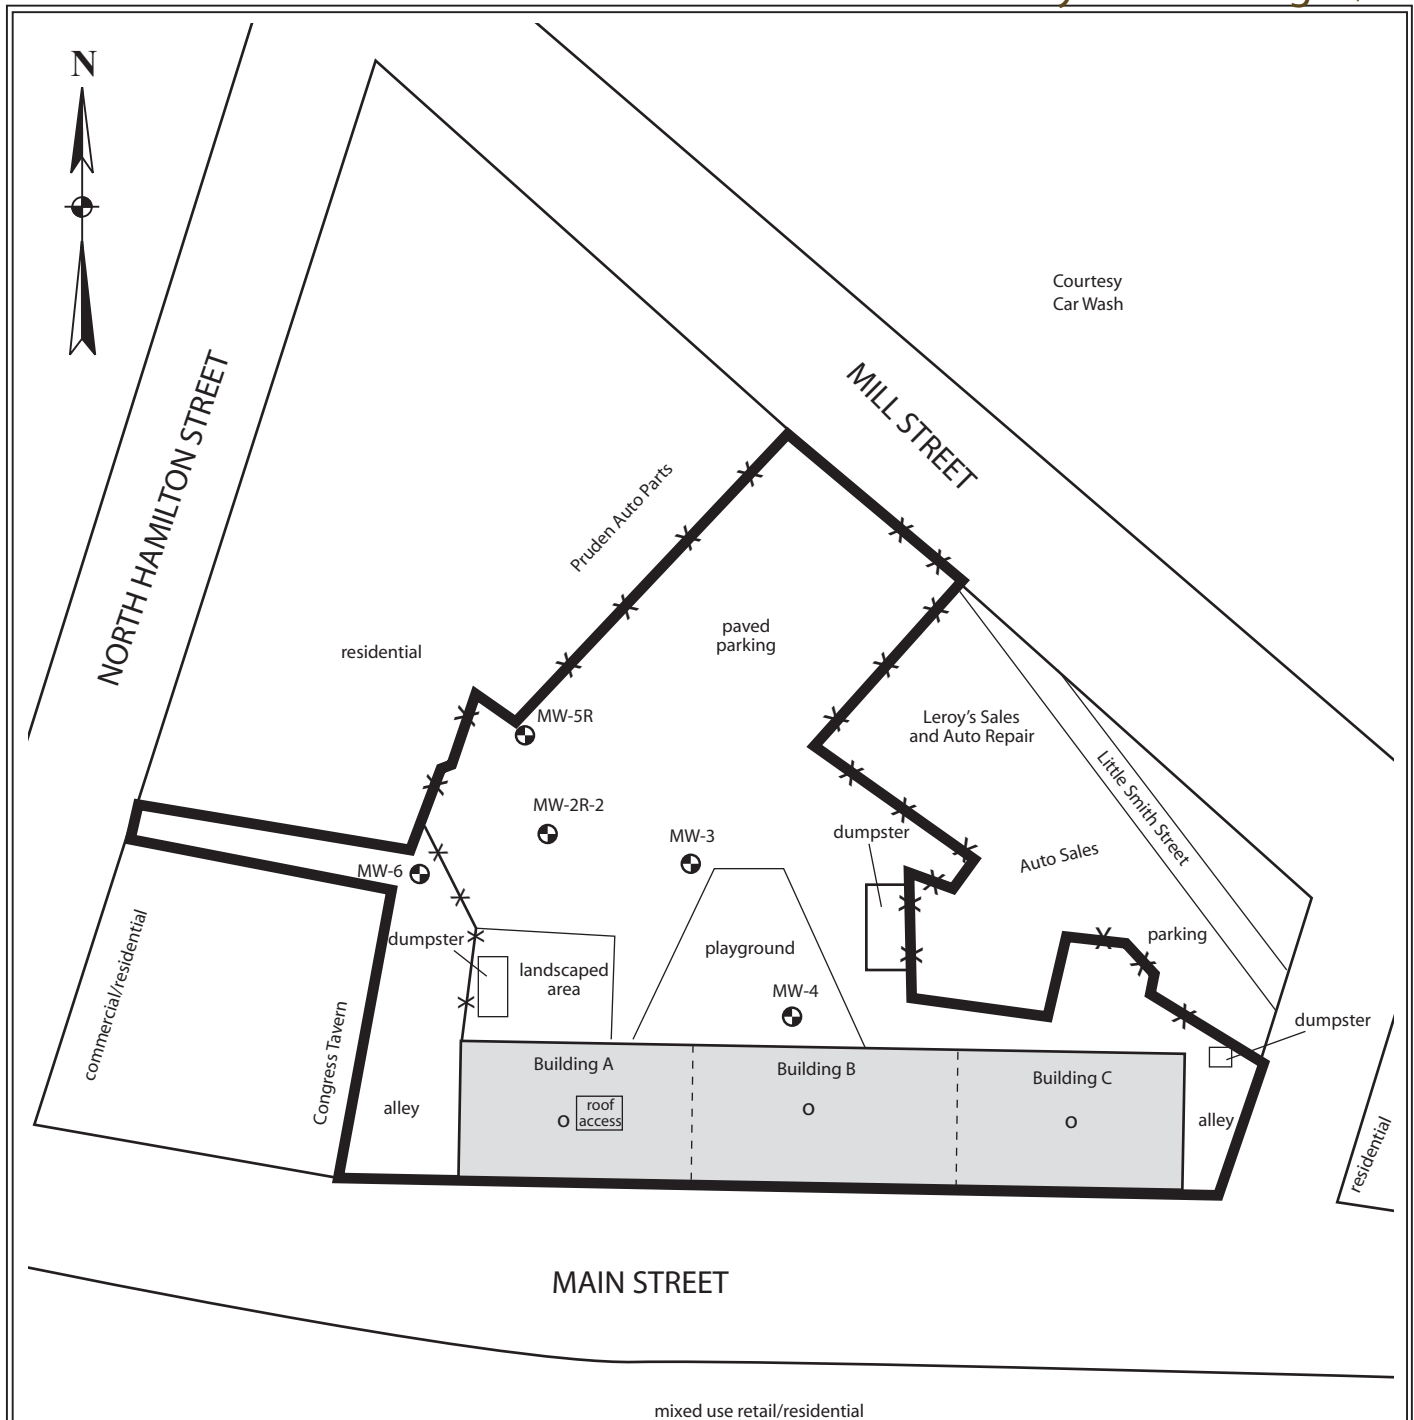 N
Courtesy
Car Wash
MILL STREET
NORTH HAMILTON STREET
Pruden Auto Parts
paved
parking
residential
MW-5R
Leroy's Sales
and Auto Repair
Little Smith Street
MW-2R-2
MW-3
dumpster
Auto Sales
MW-6
parking
dumpster
playground
landscaped
area
MW-4
commercial/residential
Congress Tavern
dumpster
Building A
Building B
Building C
roof
access
alley
alley
residential
MAIN STREET
mixed use retail/residential